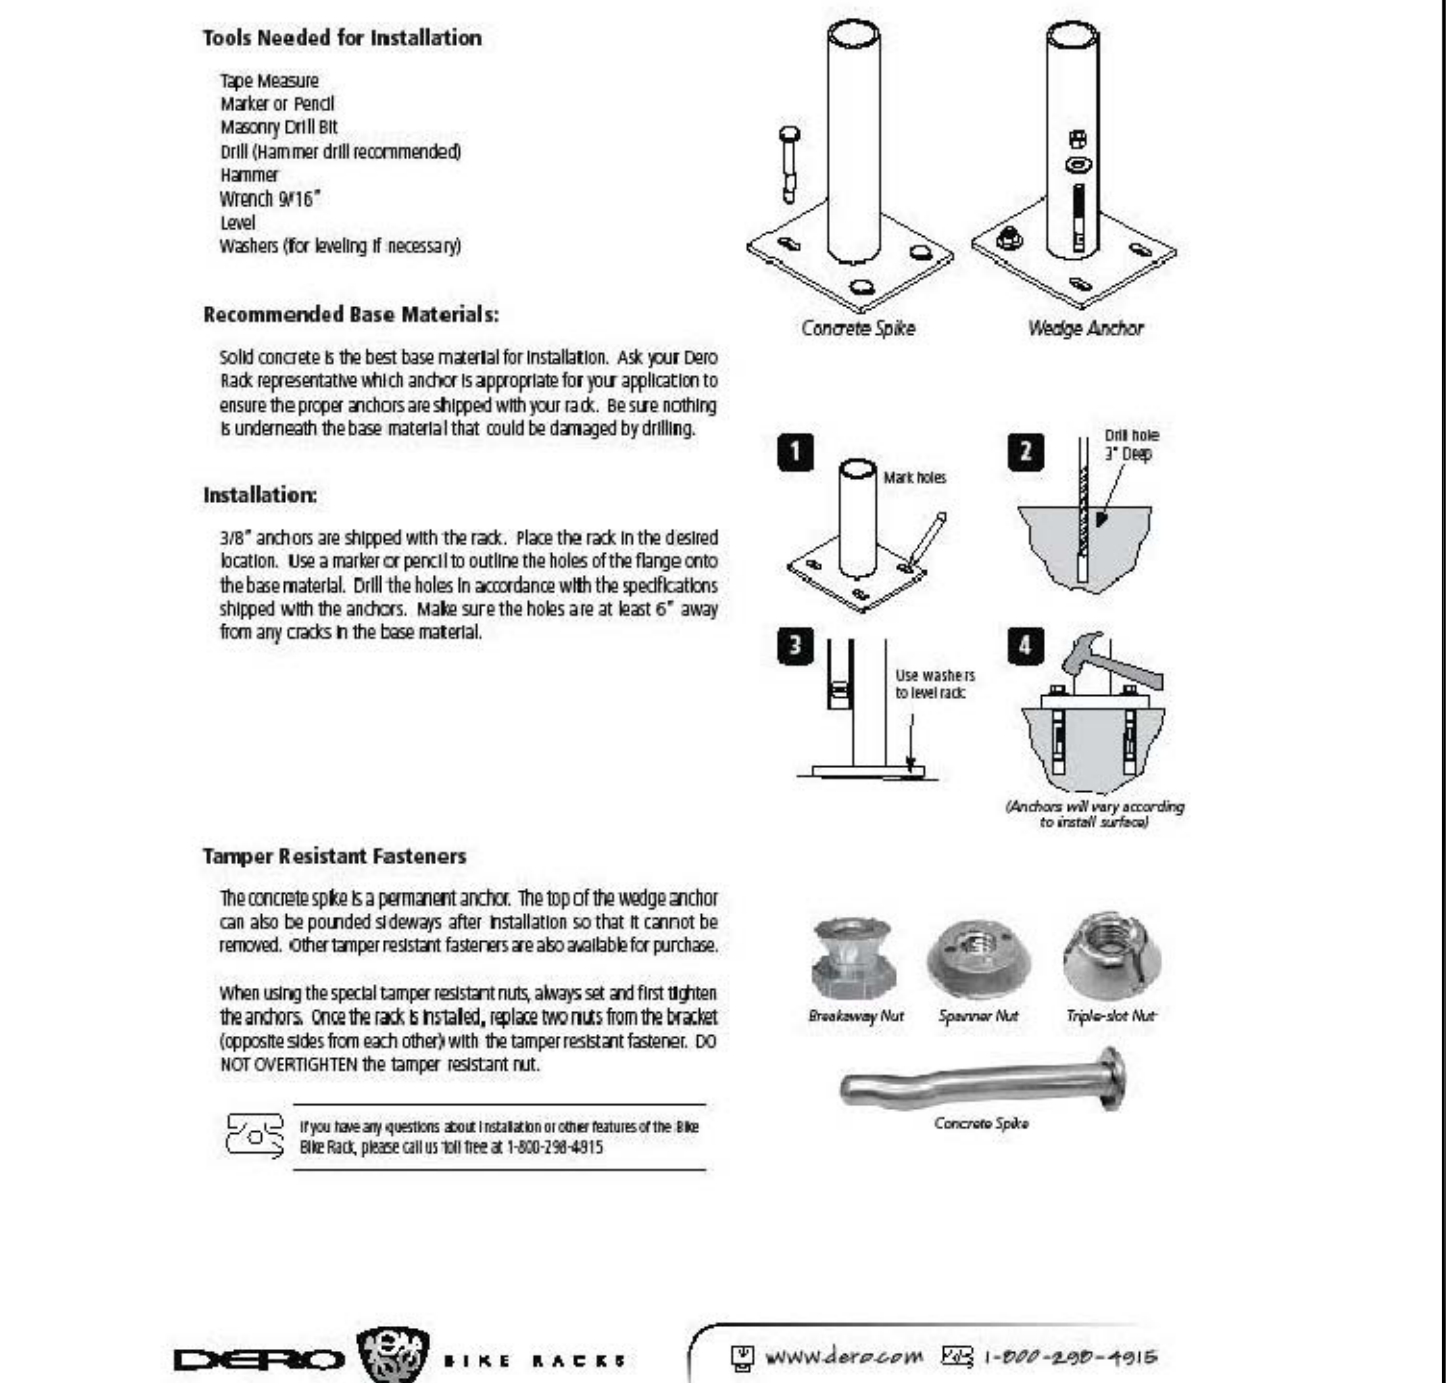 Tools Needed for Installation
Tape Measure
Marker or Pencil
Masonry Drill Bit
Drill (Hammer drill recommended)
Hammer
Wrench 9/16"
Level
Washers (for leveling if necessary)
Concrete Spike
Wedge Anchor
Recommended Base Materials:
Solid concrete is the best base material for installation. Ask your Dero
Rack representative which anchor is appropriate for your application to
ensure the proper anchors are shipped with your rack. Be sure nothing
is underneath the base material that could be damaged by drilling.
Installation:
3/8" anchors are shipped with the rack. Place the rack in the desired
location. Use a marker or pencil to outline the holes of the flange onto
the base material. Drill the holes in accordance with the specifications
shipped with the anchors. Make sure the holes are at least 6" away
from any cracks in the base material.
1
Mark holes
2
Drill hole
3" Deep
3
Use washers
to level rack
4
(Anchors will vary according
to install surface)
Tamper Resistant Fasteners
The concrete spike is a permanent anchor. The top of the wedge anchor
can also be pounded sideways after installation so that it cannot be
removed. Other tamper resistant fasteners are also available for purchase.
When using the special tamper resistant nuts, always set and first tighten
the anchors. Once the rack is installed, replace two nuts from the bracket
(opposite sides from each other) with the tamper resistant fastener. DO
NOT OVERTIGHTEN the tamper resistant nut.
Breakaway Nut
Spanner Nut
Triple-slot Nut
Concrete Spike
If you have any questions about installation or other features of the Bike
Bike Rack, please call us toll free at 1-800-298-4915
DERO
BIKE RACKS
www.dero.com
1-800-298-4915